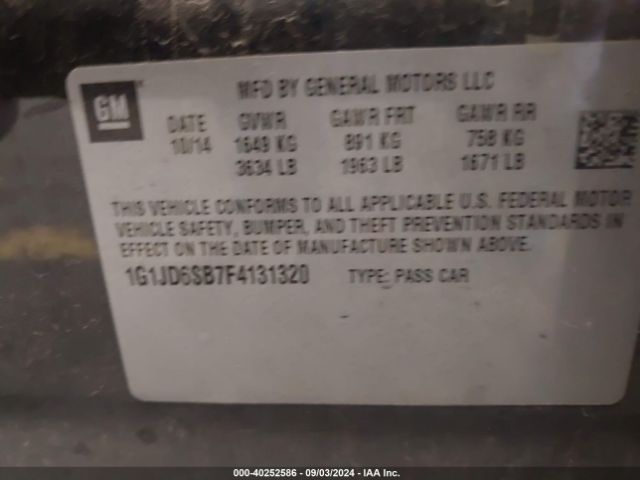 GM
MFD BY GENERAL MOTORS LLC
DATE GVWR GAWR FRT GAWR RR
10/14 1649 KG 891 KG 758 KG
3634 LB 1963 LB 1671 LB
THIS VEHICLE CONFORMS TO ALL APPLICABLE U.S. FEDERAL MOTOR
VEHICLE SAFETY, BUMPER, AND THEFT PREVENTION STANDARDS IN
EFFECT ON THE DATE OF MANUFACTURE SHOWN ABOVE.
1G1JD6SB7F4131320 TYPE: PASS CAR
000-40252586 - 09/03/2024 - IAA Inc.